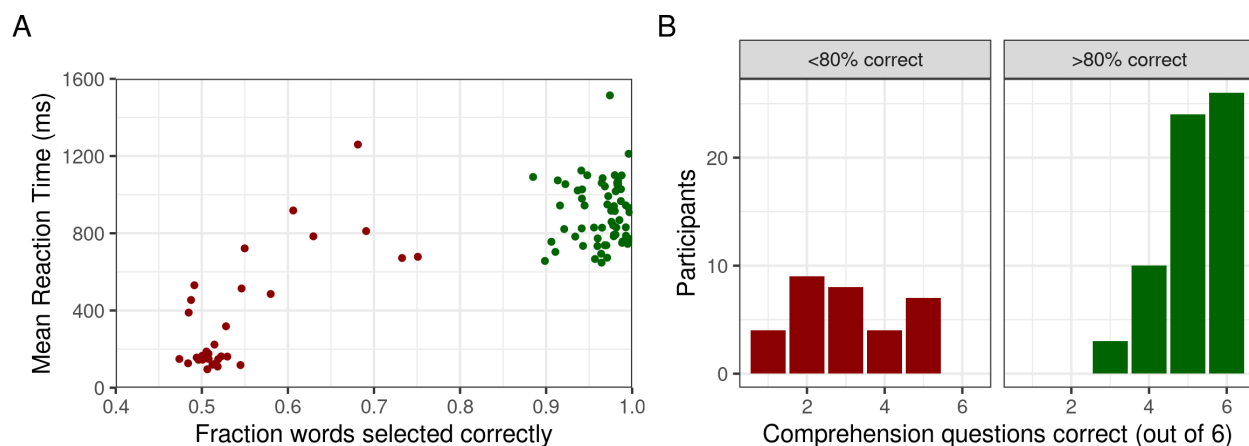 A
Mean Reaction Time (ms)
1600
1200
800
400
0
0.4 0.5 0.6 0.7 0.8 0.9 1.0
Fraction words selected correctly
B
<80% correct >80% correct
Participants
20
10
0
2 4 6 2 4 6
Comprehension questions correct (out of 6)